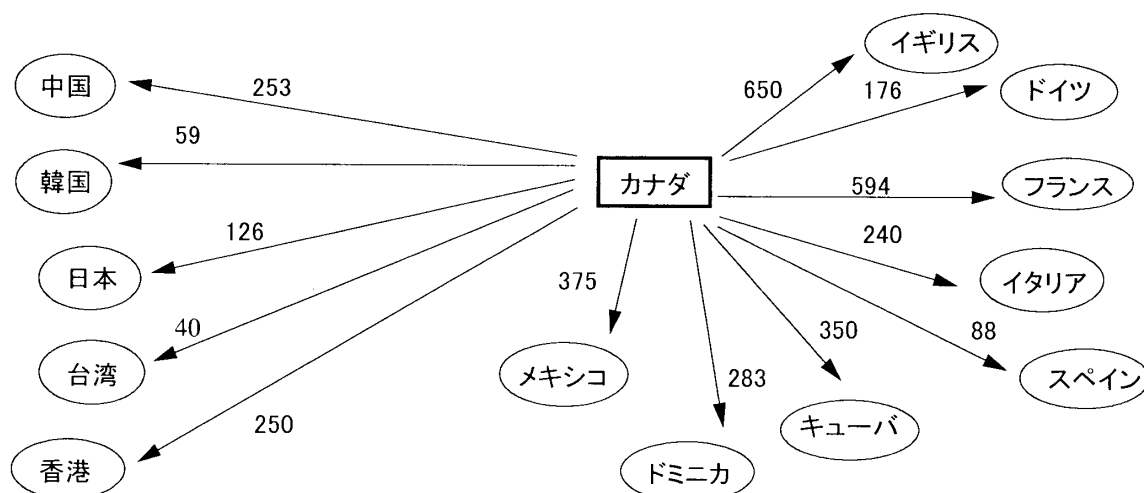 イギリス
中国
253
650
176
ドイツ
59
韓国
カナダ
594
フランス
126
240
日本
375
イタリア
40
350
88
台湾
メキシコ
283
スペイン
250
キューバ
香港
ドミニカ